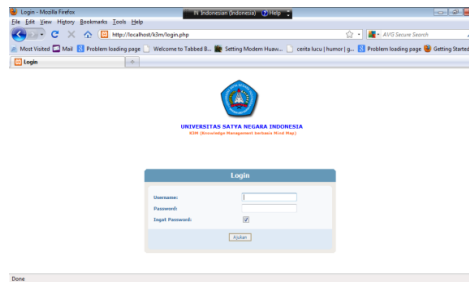 Login - Mozilla Firefox
IN Indonesian (Indonesia) Help
File Edit View History Bookmarks Tools Help
http://localhost/k3m/login.php
AVG Secure Search
Most Visited Mail Problem loading page Welcome to Tabbed B... Setting Modem Huaw... cerita lucu | humor | g... Problem loading page Getting Started
Login
UNIVERSITAS SATYA NEGARA INDONESIA
Login
Username:
Password:
Ingat Password:
Ajukan
Done